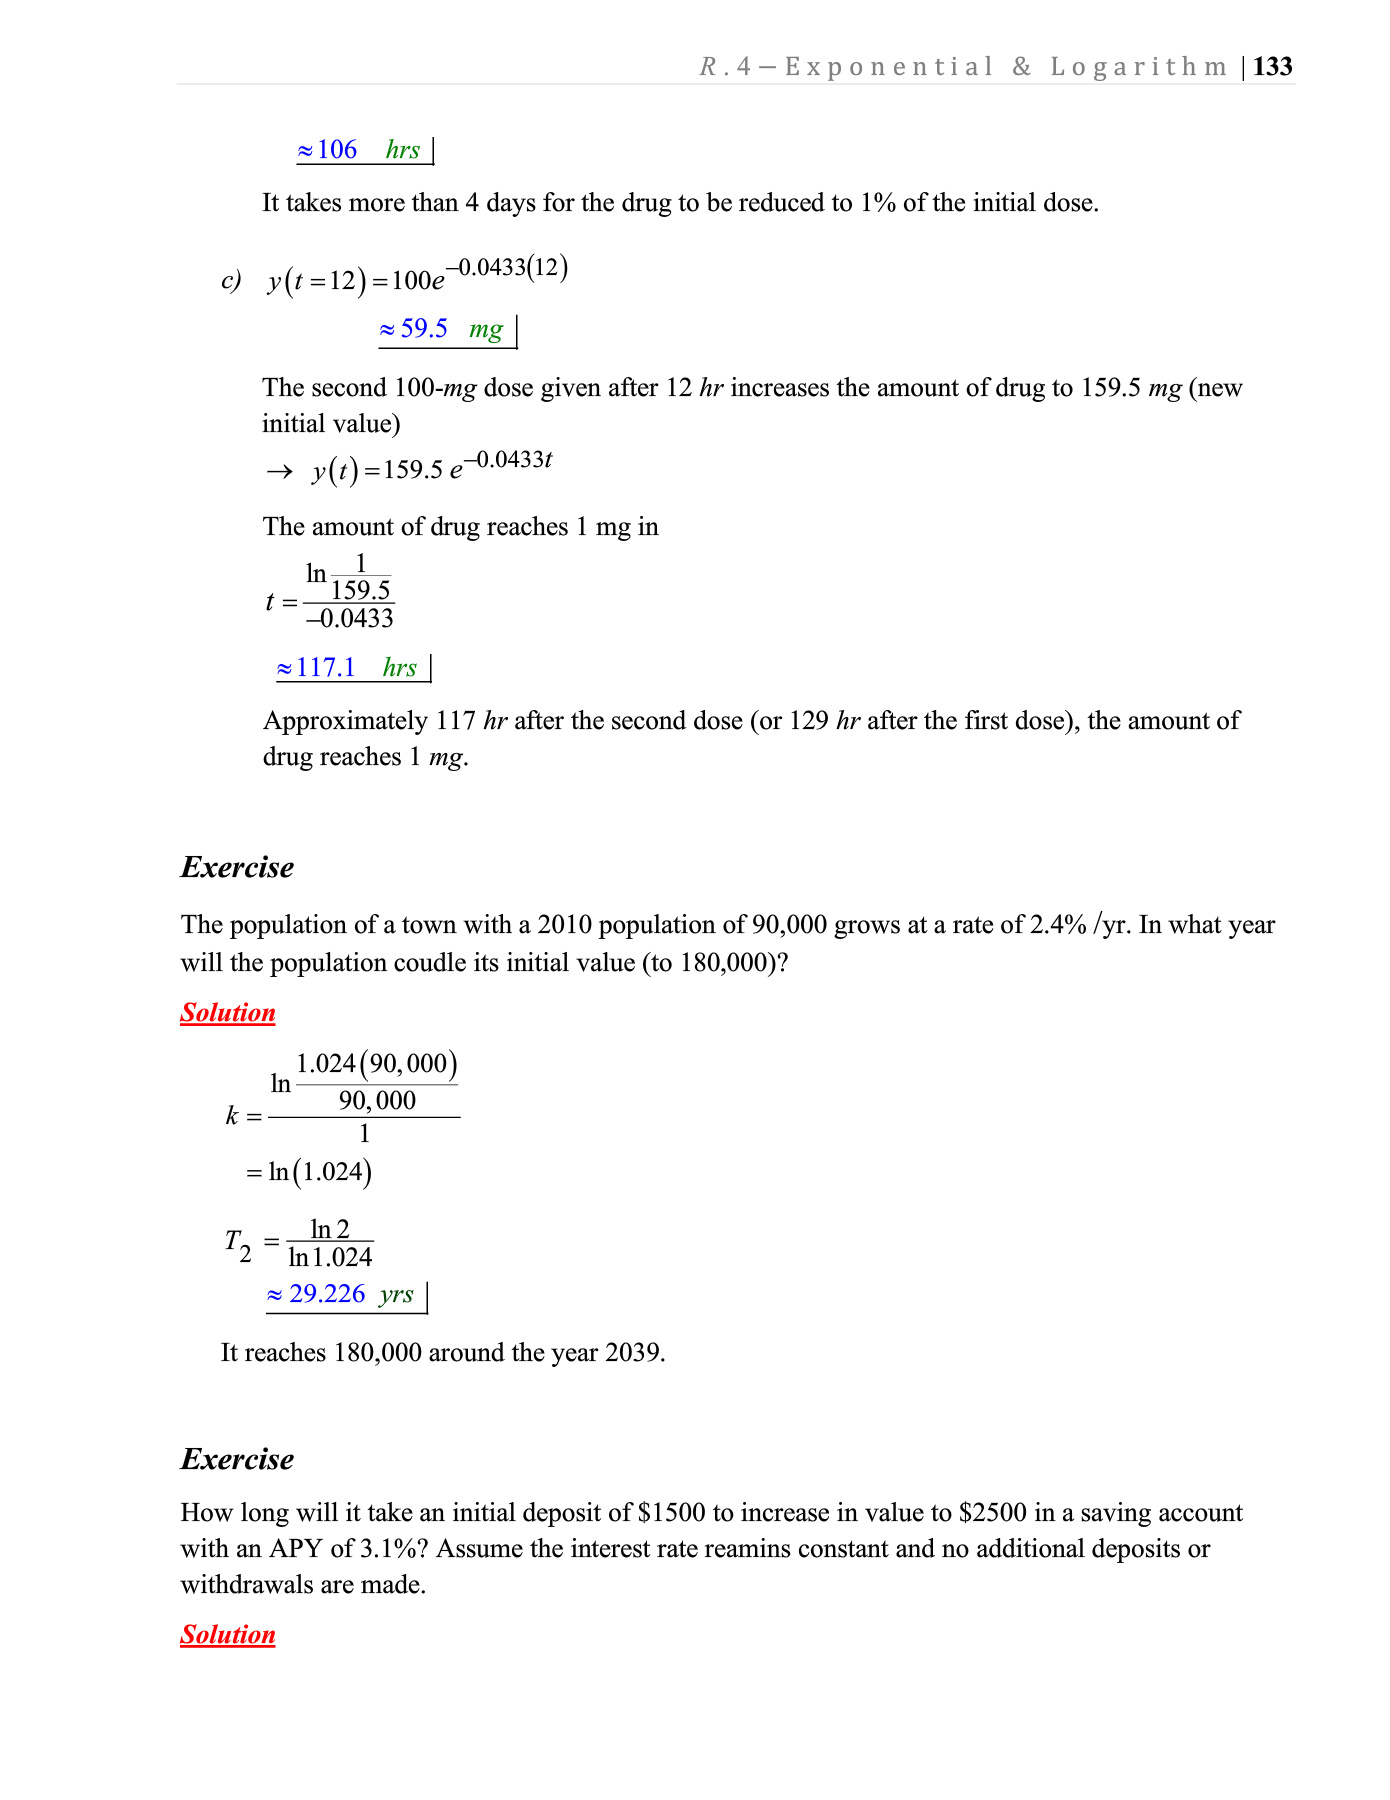 R.4 – Exponential & Logarithm | 133
≈ 106 hrs
It takes more than 4 days for the drug to be reduced to 1% of the initial dose.
c) y(t = 12) = 100e^{–0.0433(12)}
≈ 59.5 mg
The second 100-mg dose given after 12 hr increases the amount of drug to 159.5 mg (new
initial value)
→ y(t) = 159.5 e^{–0.0433t}
The amount of drug reaches 1 mg in
t = \frac{\ln \frac{1}{159.5}}{–0.0433}
≈ 117.1 hrs
Approximately 117 hr after the second dose (or 129 hr after the first dose), the amount of
drug reaches 1 mg.
Exercise
The population of a town with a 2010 population of 90,000 grows at a rate of 2.4% /yr. In what year
will the population coudle its initial value (to 180,000)?
Solution
k = \frac{\ln \frac{1.024(90,000)}{90,000}}{1}
= ln(1.024)
T_2 = \frac{\ln 2}{\ln 1.024}
≈ 29.226 yrs
It reaches 180,000 around the year 2039.
Exercise
How long will it take an initial deposit of $1500 to increase in value to $2500 in a saving account
with an APY of 3.1%? Assume the interest rate reamins constant and no additional deposits or
withdrawals are made.
Solution